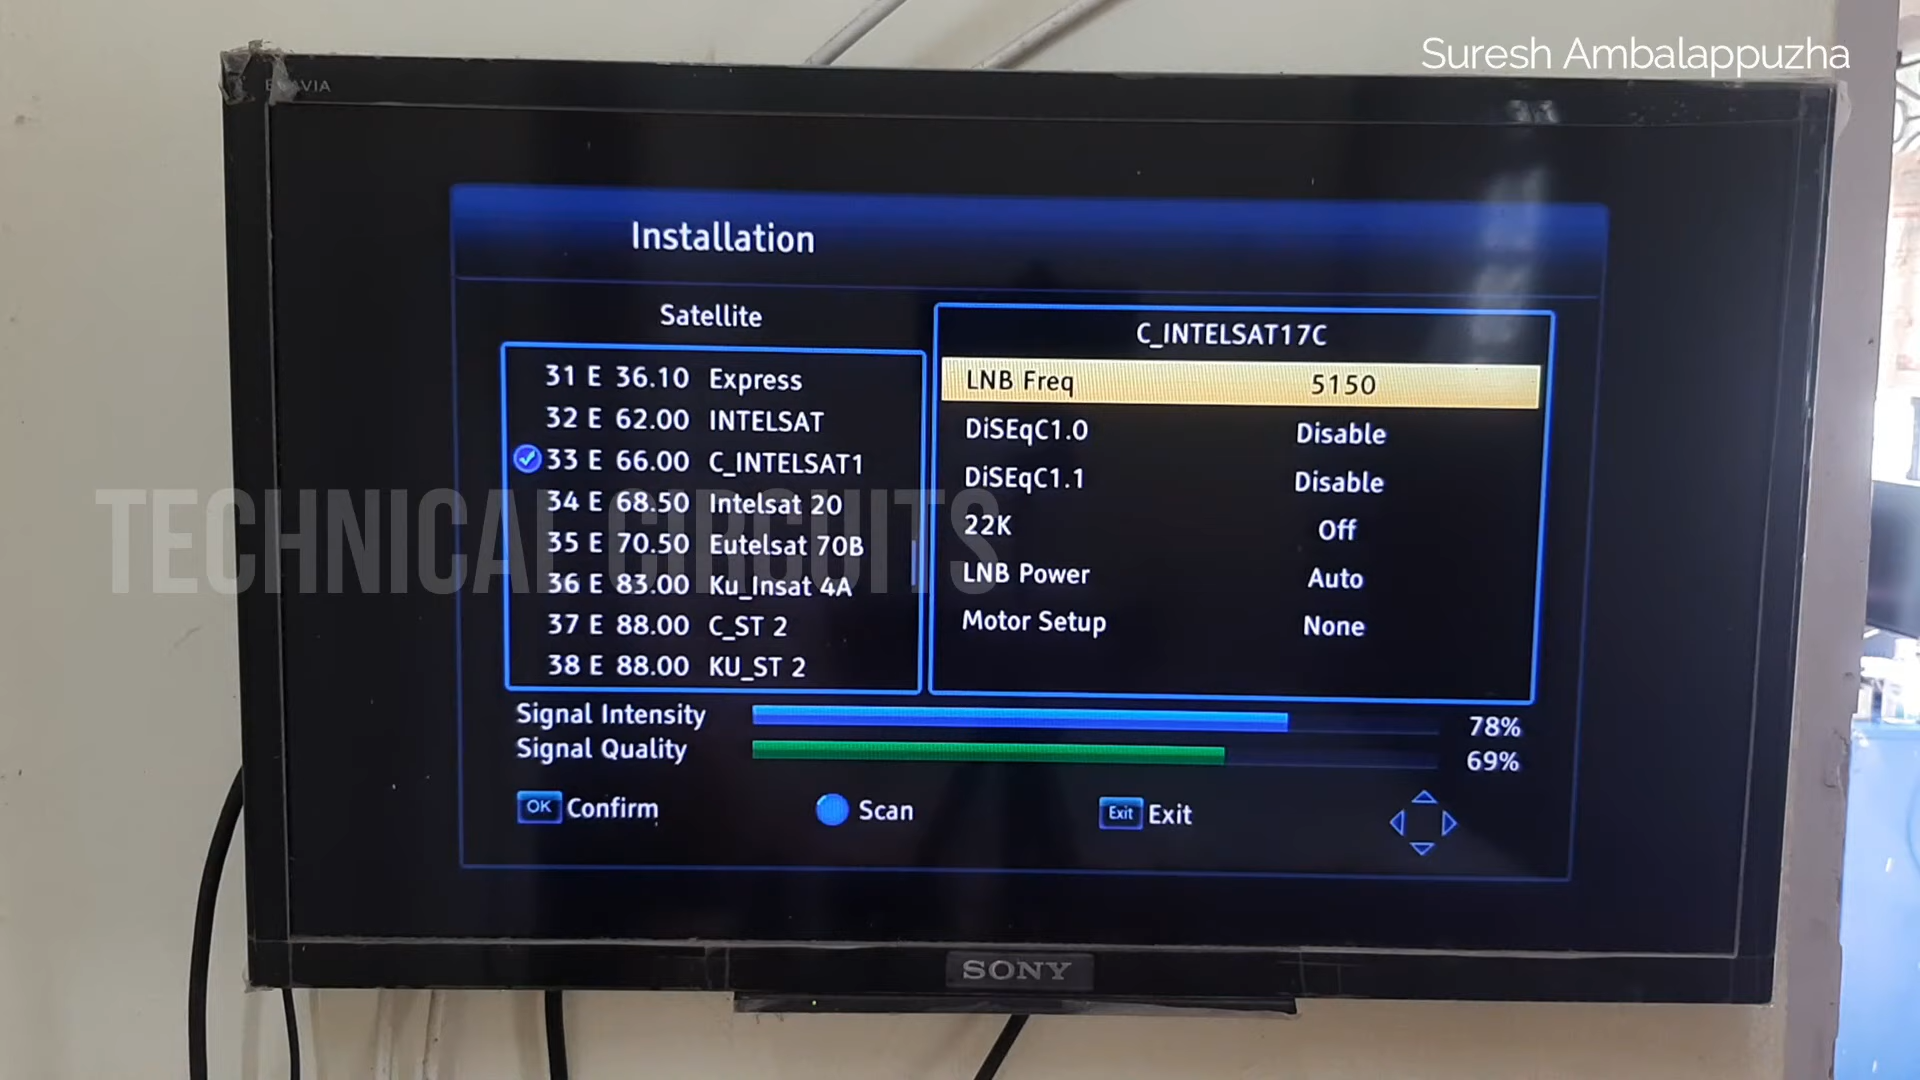 Suresh Ambalappuzha
BRAVIA
Installation
Satellite
31 E 36.10 Express
32 E 62.00 INTELSAT
33 E 66.00 C_INTELSAT1
34 E 68.50 Intelsat 20
35 E 70.50 Eutelsat 70B
36 E 83.00 Ku_Insat 4A
37 E 88.00 C_ST 2
38 E 88.00 KU_ST 2
C_INTELSAT17C
LNB Freq 5150
DiSEqC1.0 Disable
DiSEqC1.1 Disable
22K Off
LNB Power Auto
Motor Setup None
TECHNICAL CIRCUITS
Signal Intensity 78%
Signal Quality 69%
OK Confirm Scan Exit Exit
SONY